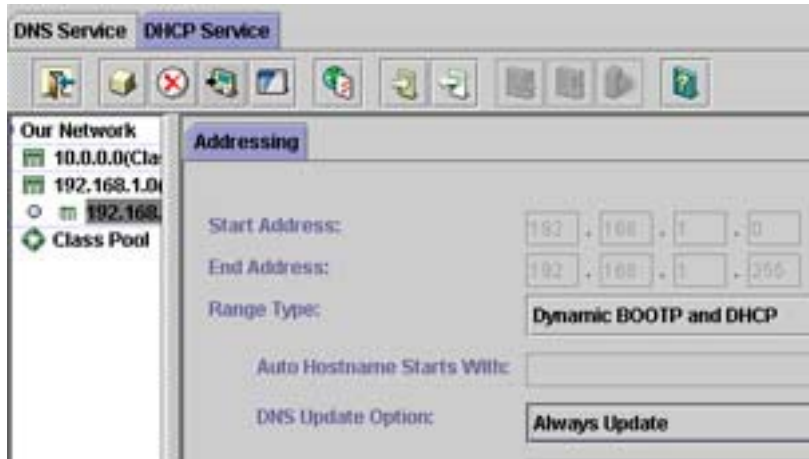 DNS Service DHCP Service
Our Network
10.0.0.0(Cla
192.168.1.0(
192.168.
Class Pool
Addressing
Start Address: 192 . 168 . 1 . 0
End Address: 192 . 168 . 1 . 255
Range Type: Dynamic BOOTP and DHCP
Auto Hostname Starts With:
DNS Update Option: Always Update